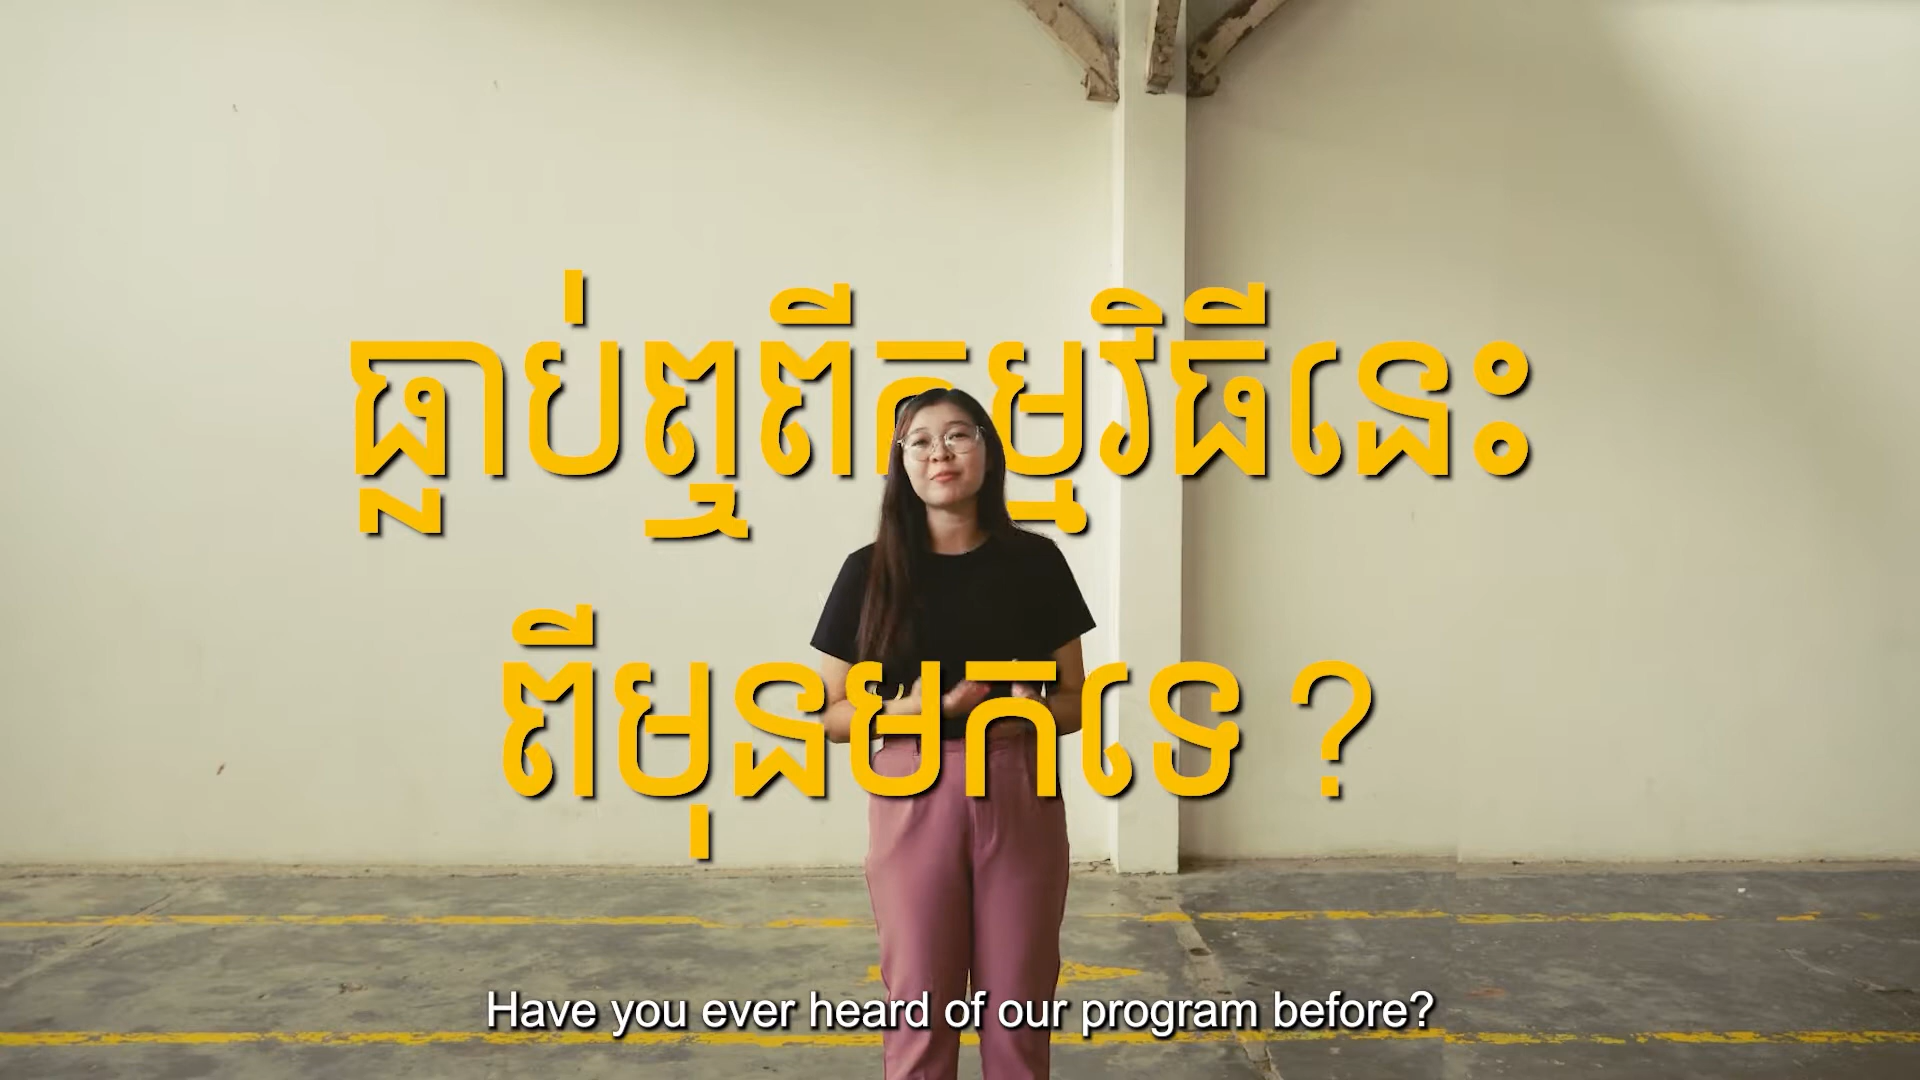 ធ្លាប់ឮពីកម្មវិធីនេះ
ពីមុនមកទេ ?
Have you ever heard of our program before?